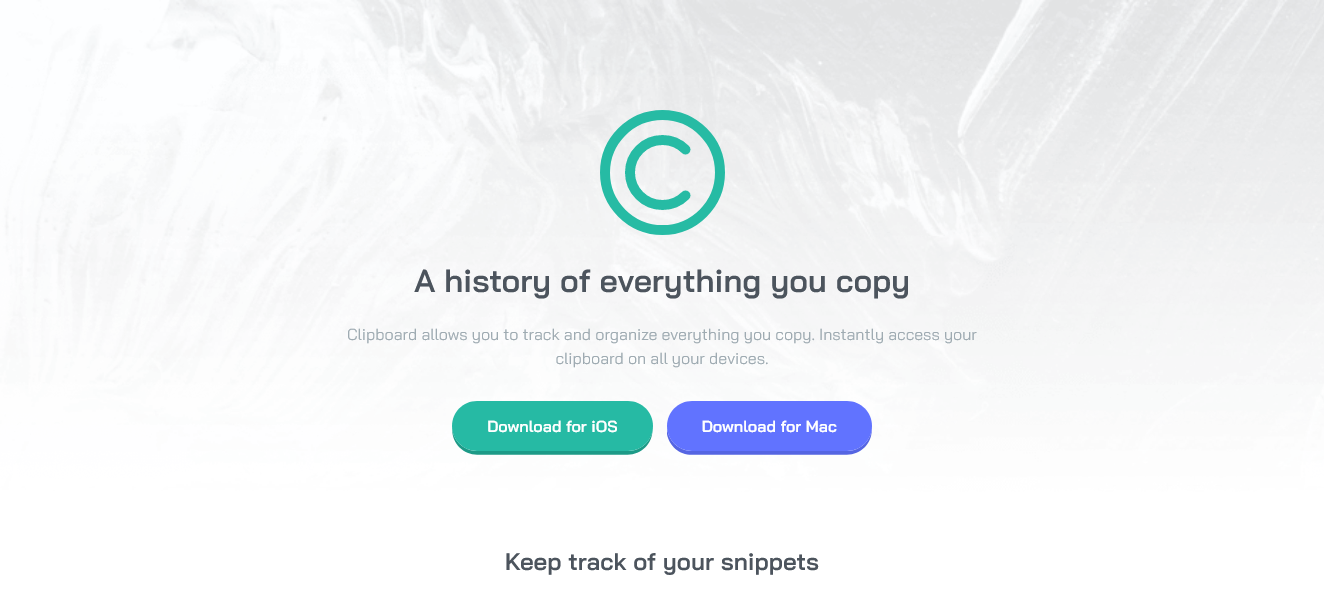 A history of everything you copy
Clipboard allows you to track and organize everything you copy. Instantly access your
clipboard on all your devices.
Download for iOS
Download for Mac
Keep track of your snippets